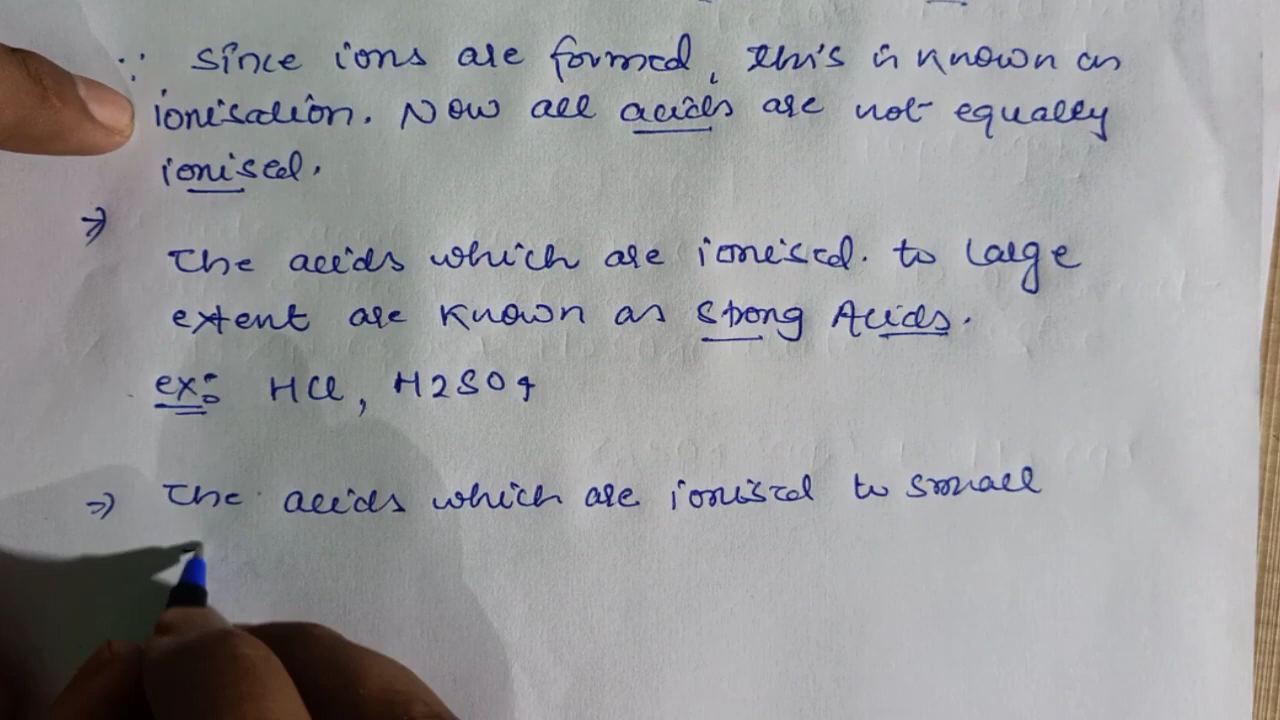 ∵ Since ions are formed, this is known as
ionisation. Now all acids are not equally
ionised.
⇒
The acids which are ionised. to large
extent are known as strong Acids.
ex: HCl, H2SO4
⇒ The acids which are ionised to small